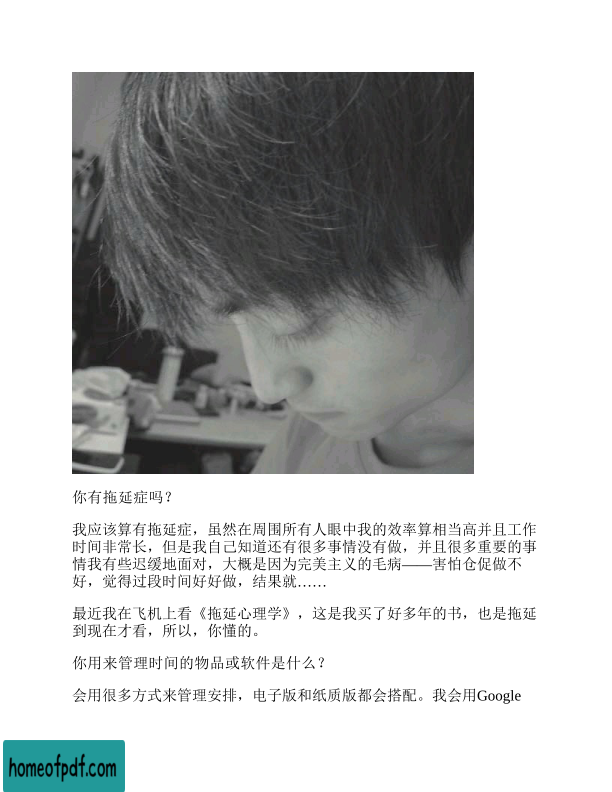 你有拖延症吗？
我应该算有拖延症，虽然在周围所有人眼中我的效率算相当高并且工作
时间非常长，但是我自己知道还有很多事情没有做，并且很多重要的事
情我有些迟缓地面对，大概是因为完美主义的毛病——害怕仓促做不
好，觉得过段时间好好做，结果就……
最近我在飞机上看《拖延心理学》，这是我买了好多年的书，也是拖延
到现在才看，所以，你懂的。
你用来管理时间的物品或软件是什么？
会用很多方式来管理安排，电子版和纸质版都会搭配。我会用Google
homeofpdf.com